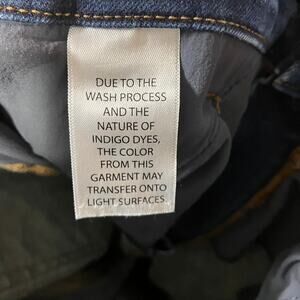 DUE TO THE
WASH PROCESS
AND THE
NATURE OF
INDIGO DYES,
THE COLOR
FROM THIS
GARMENT MAY
TRANSFER ONTO
LIGHT SURFACES.